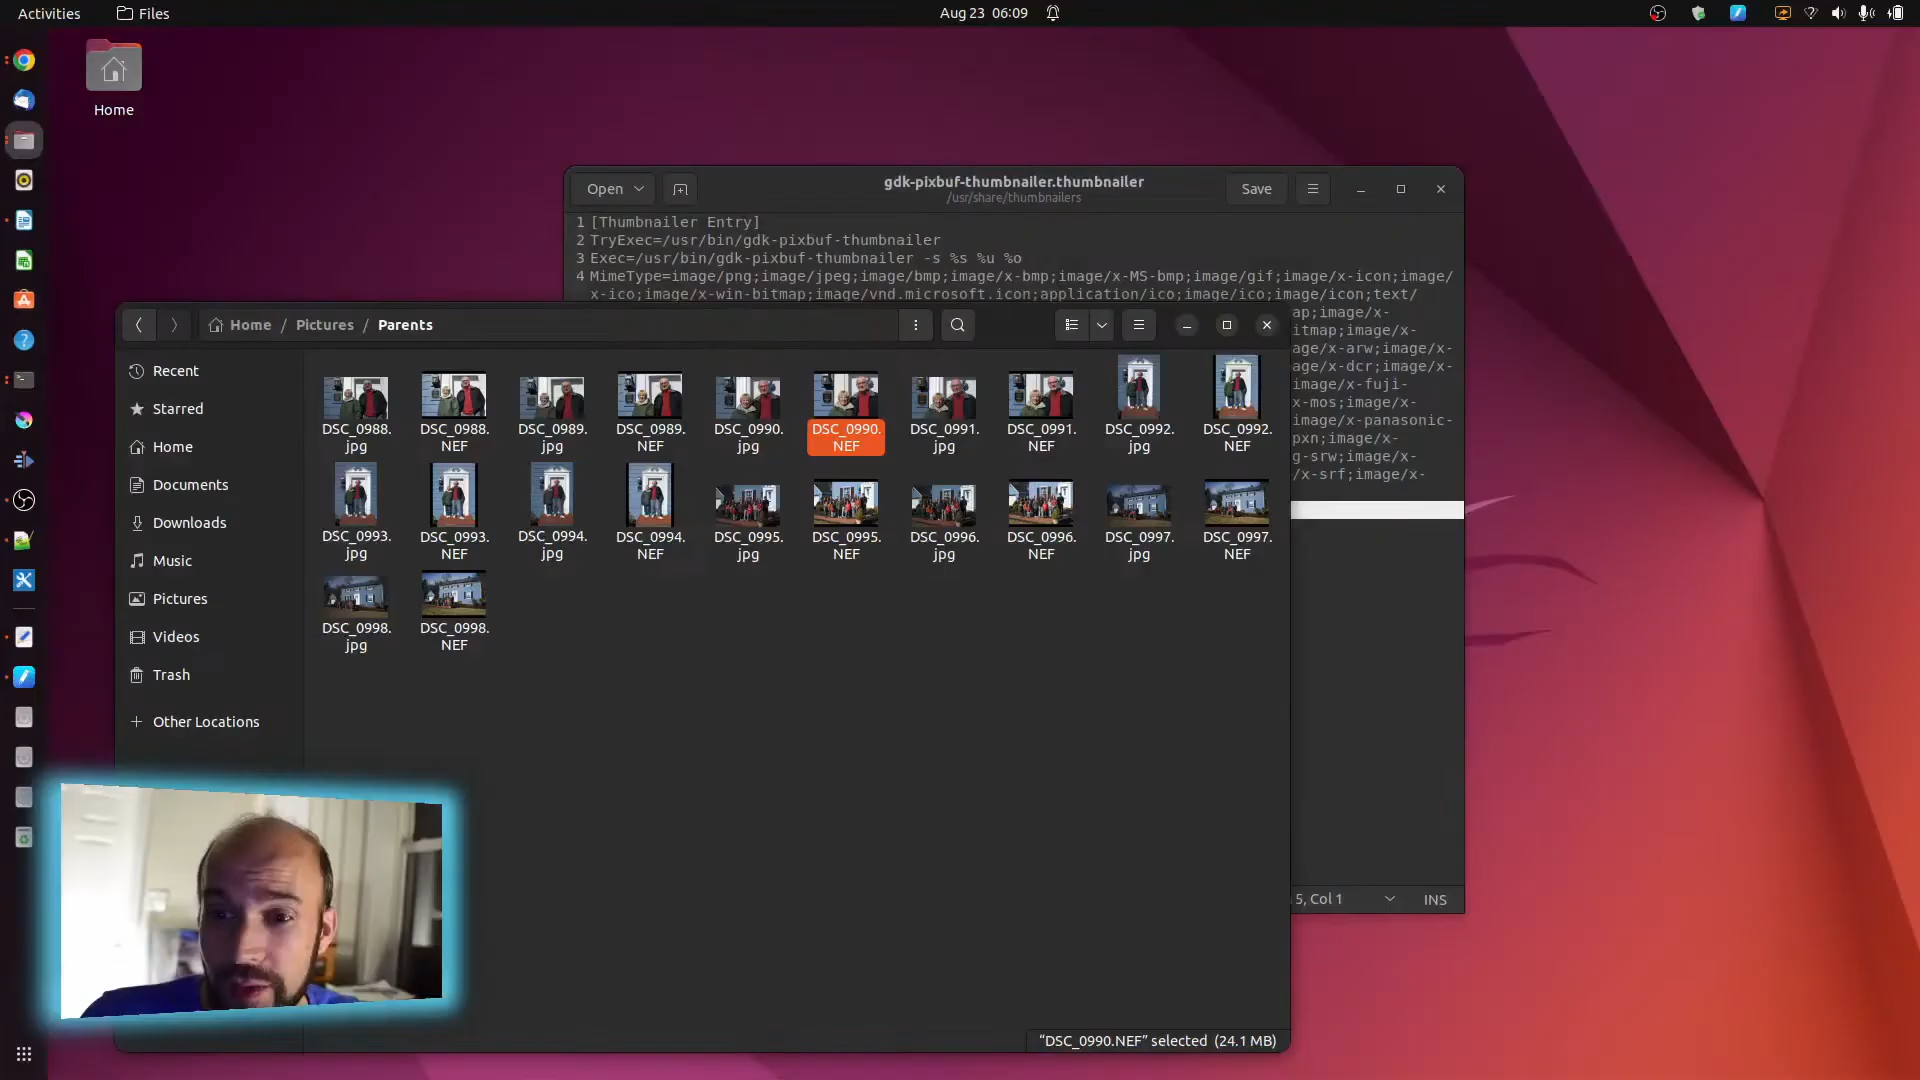 Activities Files Aug 23 06:09
Home
Open gdk-pixbuf-thumbnailer.thumbnailer Save
/usr/share/thumbnailers
1 [Thumbnailer Entry]
2 TryExec=/usr/bin/gdk-pixbuf-thumbnailer
3 Exec=/usr/bin/gdk-pixbuf-thumbnailer -s %s %u %o
4 MimeType=image/png;image/jpeg;image/bmp;image/x-bmp;image/x-MS-bmp;image/gif;image/x-icon;image/
x-ico;image/x-win-bitmap;image/vnd.microsoft.icon;application/ico;image/ico;image/icon;text/
ap;image/x-
itmap;image/x-
age/x-arw;image/x-
age/x-dcr;image/x-
image/x-fuji-
x-mos;image/x-
image/x-panasonic-
pxn;image/x-
g-srw;image/x-
/x-srf;image/x-
5, Col 1 INS
Home / Pictures / Parents
Recent
Starred
Home
Documents
Downloads
Music
Pictures
Videos
Trash
Other Locations
DSC_0988. DSC_0988. DSC_0989. DSC_0989. DSC_0990. DSC_0990. DSC_0991. DSC_0991. DSC_0992. DSC_0992.
jpg NEF jpg NEF jpg NEF jpg NEF jpg NEF
DSC_0993. DSC_0993. DSC_0994. DSC_0994. DSC_0995. DSC_0995. DSC_0996. DSC_0996. DSC_0997. DSC_0997.
jpg NEF jpg NEF jpg NEF jpg NEF jpg NEF
DSC_0998. DSC_0998.
jpg NEF
“DSC_0990.NEF” selected (24.1 MB)